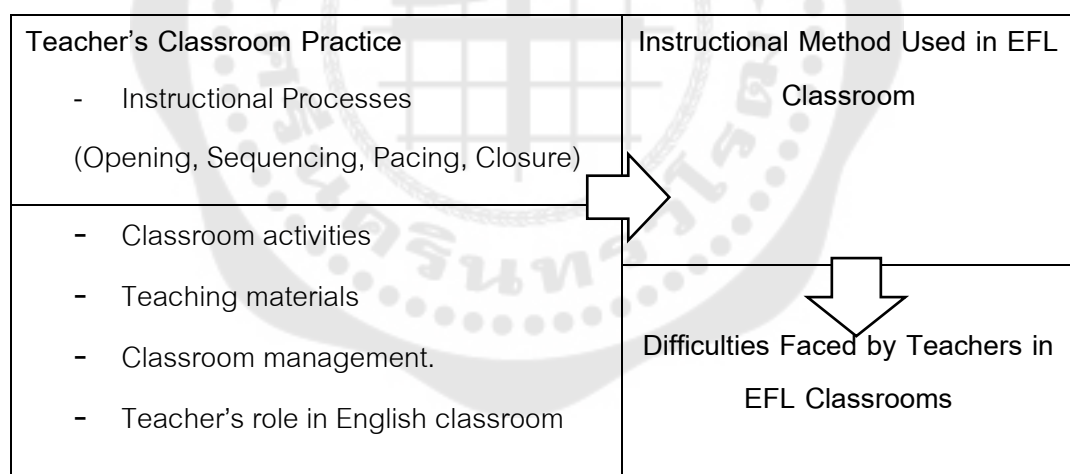 Teacher's Classroom Practice
- Instructional Processes
(Opening, Sequencing, Pacing, Closure)
- Classroom activities
- Teaching materials
- Classroom management.
- Teacher's role in English classroom
Instructional Method Used in EFL
Classroom
Difficulties Faced by Teachers in
EFL Classrooms